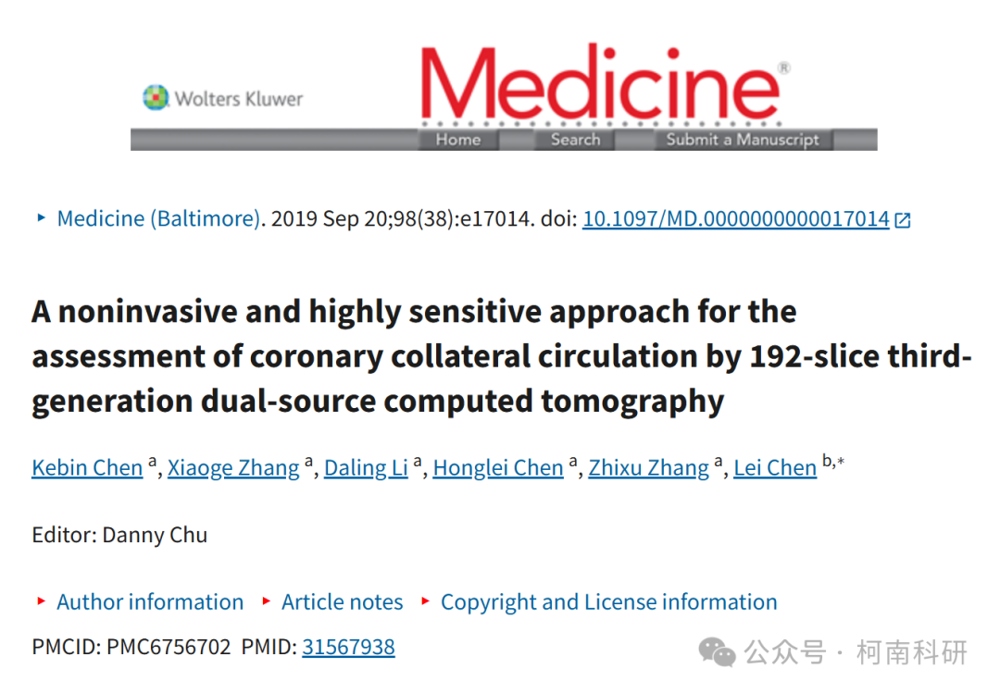 Wolters Kluwer
Medicine®
Home Search Submit a Manuscript
‣ Medicine (Baltimore). 2019 Sep 20;98(38):e17014. doi: 10.1097/MD.0000000000017014
A noninvasive and highly sensitive approach for the
assessment of coronary collateral circulation by 192-slice third-
generation dual-source computed tomography
Kebin Chen a, Xiaoge Zhang a, Daling Li a, Honglei Chen a, Zhixu Zhang a, Lei Chen b,*
Editor: Danny Chu
‣ Author information ‣ Article notes ‣ Copyright and License information
PMCID: PMC6756702 PMID: 31567938
公众号 · 柯南科研